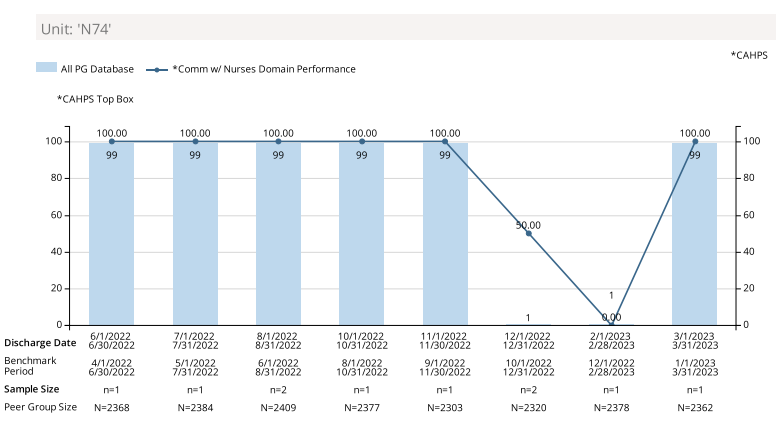 Unit: 'N74'
*CAHPS
All PG Database *Comm w/ Nurses Domain Performance
*CAHPS Top Box
100.00 100.00 100.00 100.00 100.00 100.00
100 100
99 99 99 99 99 99
80 80
60 60
50.00
40 40
20 20
1
1 0.00
0 0
Discharge Date 6/1/2022 7/1/2022 8/1/2022 10/1/2022 11/1/2022 12/1/2022 2/1/2023 3/1/2023
6/30/2022 7/31/2022 8/31/2022 10/31/2022 11/30/2022 12/31/2022 2/28/2023 3/31/2023
Benchmark 4/1/2022 5/1/2022 6/1/2022 8/1/2022 9/1/2022 10/1/2022 12/1/2022 1/1/2023
Period 6/30/2022 7/31/2022 8/31/2022 10/31/2022 11/30/2022 12/31/2022 2/28/2023 3/31/2023
Sample Size n=1 n=1 n=2 n=1 n=1 n=2 n=1 n=1
Peer Group Size N=2368 N=2384 N=2409 N=2377 N=2303 N=2320 N=2378 N=2362